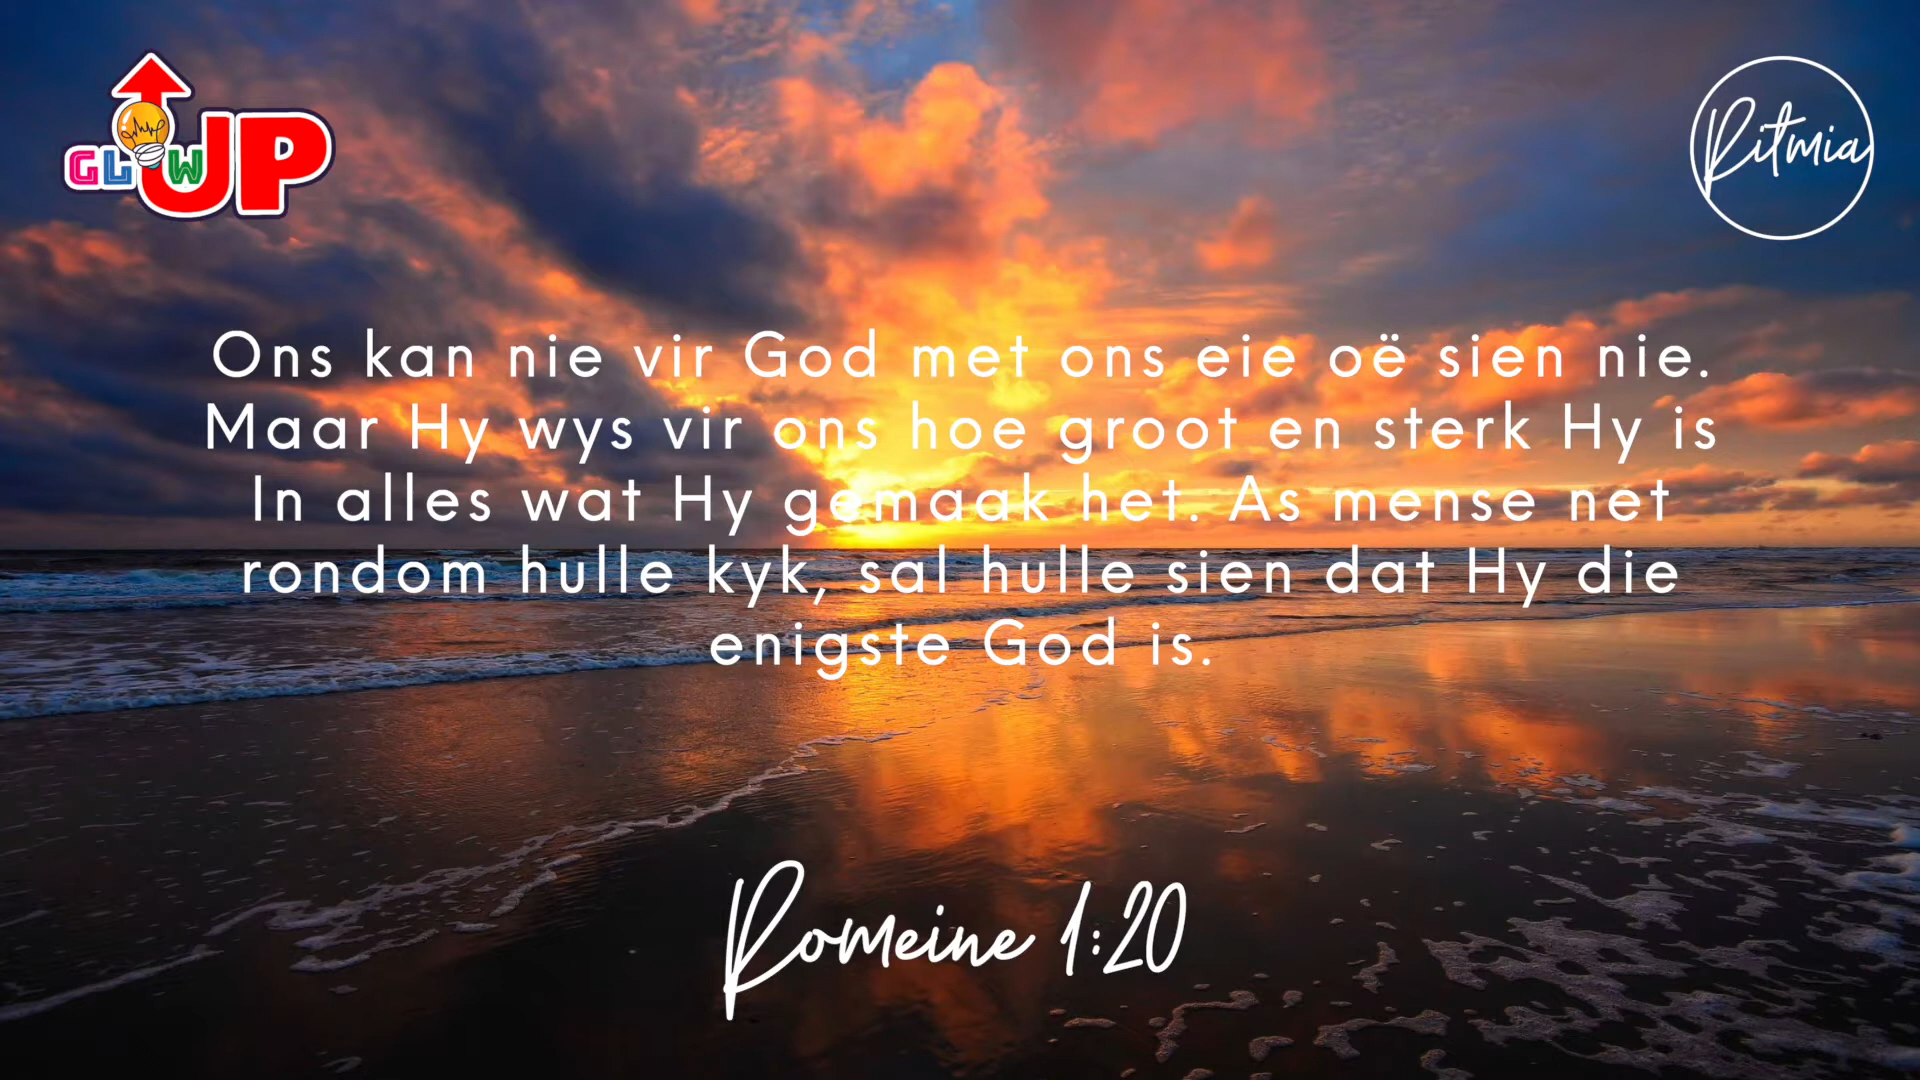 GLOW UP
Ritmia
Ons kan nie vir God met ons eie oë sien nie.
Maar Hy wys vir ons hoe groot en sterk Hy is
In alles wat Hy gemaak het. As mense net
rondom hulle kyk, sal hulle sien dat Hy die
enigste God is.
Romeine 1:20